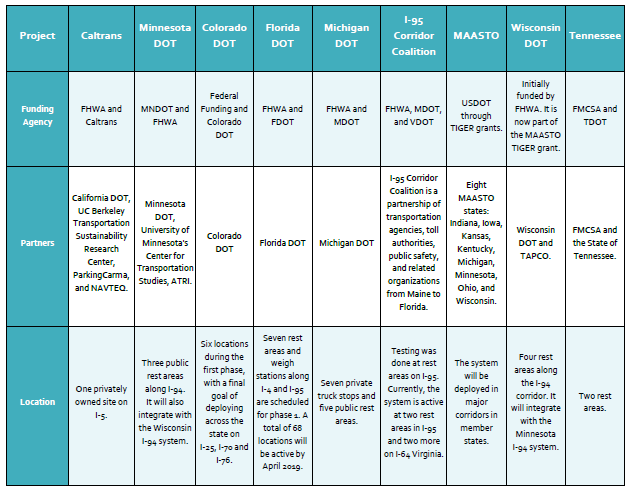 Project
Caltrans
Minnesota
DOT
Colorado
DOT
Florida
DOT
Michigan
DOT
I-95
Corridor
Coalition
MAASTO
Wisconsin
DOT
Tennessee
Funding
Agency
FHWA and
Caltrans
MNDOT and
FHWA
Federal
Funding and
Colorado
DOT
FHWA and
FDOT
FHWA and
MDOT
FHWA, MDOT,
and VDOT
USDOT
through
TIGER grants.
Initially
funded by
FHWA. It is
now part of
the MAASTO
TIGER grant.
FMCSA and
TDOT
Partners
California DOT,
UC Berkeley
Transportation
Sustainability
Research
Center,
ParkingCarma,
and NAVTEQ.
Minnesota
DOT,
University of
Minnesota's
Center for
Transportation
Studies, ATRI.
Colorado
DOT
Florida DOT
Michigan DOT
I-95 Corridor
Coalition is a
partnership of
transportation
agencies, toll
authorities,
public safety,
and related
organizations
from Maine to
Florida.
Eight
MAASTO
states:
Indiana, Iowa,
Kansas,
Kentucky,
Michigan,
Minnesota,
Ohio, and
Wisconsin.
Wisconsin
DOT and
TAPCO.
FMCSA and
the State of
Tennessee.
Location
One privately
owned site on
I-5.
Three public
rest areas
along I-94.
It will also
integrate with
the Wisconsin
I-94 system.
Six locations
during the
first phase,
with a final
goal of
deploying
across the
state on
I-25, I-70 and
I-76.
Seven rest
areas and
weigh
stations along
I-4 and I-95
are scheduled
for phase 1. A
total of 68
locations will
be active by
April 2019.
Seven private
truck stops and
five public rest
areas.
Testing was
done at rest
areas on I-95.
Currently, the
system is active
at two rest
areas in I-95
and two more
on I-64 Virginia.
The system
will be
deployed in
major
corridors in
member
states.
Four rest
areas along
the I-94
corridor. It
will integrate
with the
Minnesota
I-94 system.
Two rest
areas.